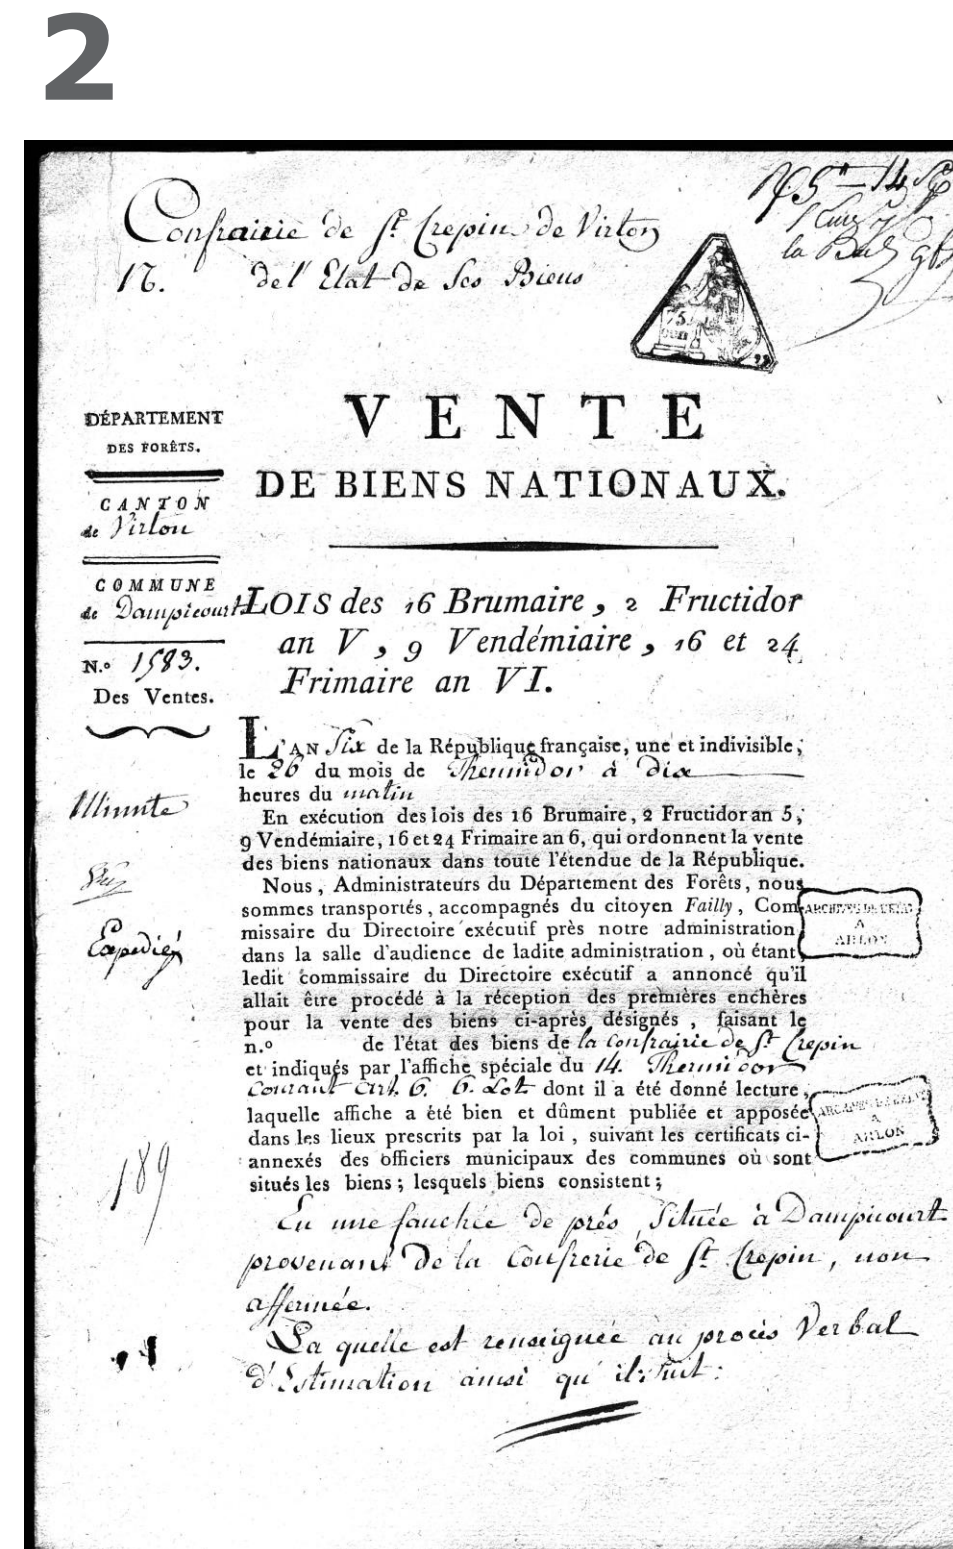 2
Confrairie de St. Crepin de Virton
de l'Etat de Ses Biens
75
CEN
VENTE
DE BIENS NATIONAUX.
DÉPARTEMENT
DES FORÊTS.
CANTON
de Virton
COMMUNE
de Dampicourt
N.o 1583.
Des Ventes.
LOIS des 16 Brumaire, 2 Fructidor
an V, 9 Vendémiaire, 16 et 24
Frimaire an VI.
L'AN Six de la République française, une et indivisible;
le 26 du mois de Thermidor à dix
heures du matin
En exécution des lois des 16 Brumaire, 2 Fructidor an 5;
9 Vendémiaire, 16 et 24 Frimaire an 6, qui ordonnent la vente
des biens nationaux dans toute l'étendue de la République.
Nous, Administrateurs du Département des Forêts, nous
sommes transportés, accompagnés du citoyen Failly, Com-
missaire du Directoire exécutif près notre administration
dans la salle d'audience de ladite administration, où étant,
ledit commissaire du Directoire exécutif a annoncé qu'il
allait être procédé à la réception des premières enchères
pour la vente des biens ci-après désignés, faisant le
n.o de l'état des biens de la Confrairie de St Crepin
et indiqués par l'affiche spéciale du 14. Thermidor
Courant art. 6. 6. Lot dont il a été donné lecture,
laquelle affiche a été bien et dûment publiée et apposée
dans les lieux prescrits par la loi, suivant les certificats ci-
annexés des officiers municipaux des communes où sont
situés les biens; lesquels biens consistent;
En une fauchée de prés, Située à Dampicourt
provenant de la Confrerie de St Crepin, non
affermée.
La quelle est renseignée au procès Verbal
d'Estimation ainsi qu'il Suit:
Minute
Expédiéj
189
ARCHIVES DE L'ETAT
A
ARLON
ARCHIVES DE L'ETAT
A
ARLON